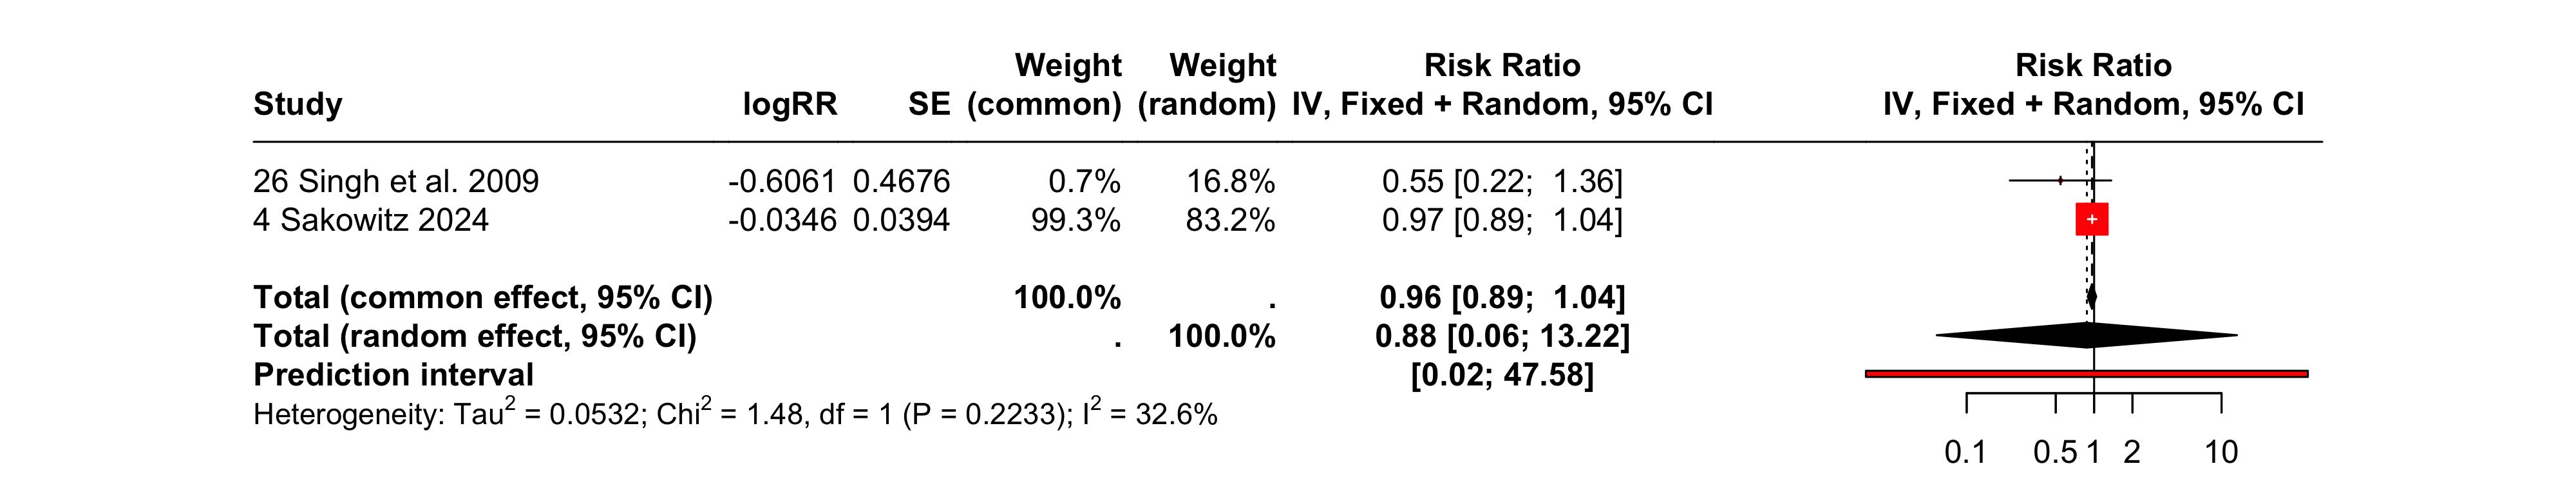 Weight Weight Risk Ratio Risk Ratio
Study logRR SE (common) (random) IV, Fixed + Random, 95% CI IV, Fixed + Random, 95% CI
26 Singh et al. 2009 -0.6061 0.4676 0.7% 16.8% 0.55 [0.22; 1.36]
4 Sakowitz 2024 -0.0346 0.0394 99.3% 83.2% 0.97 [0.89; 1.04]
Total (common effect, 95% CI) 100.0% . 0.96 [0.89; 1.04]
Total (random effect, 95% CI) . 100.0% 0.88 [0.06; 13.22]
Prediction interval [0.02; 47.58]
Heterogeneity: Tau² = 0.0532; Chi² = 1.48, df = 1 (P = 0.2233); I² = 32.6%
0.1 0.5 1 2 10